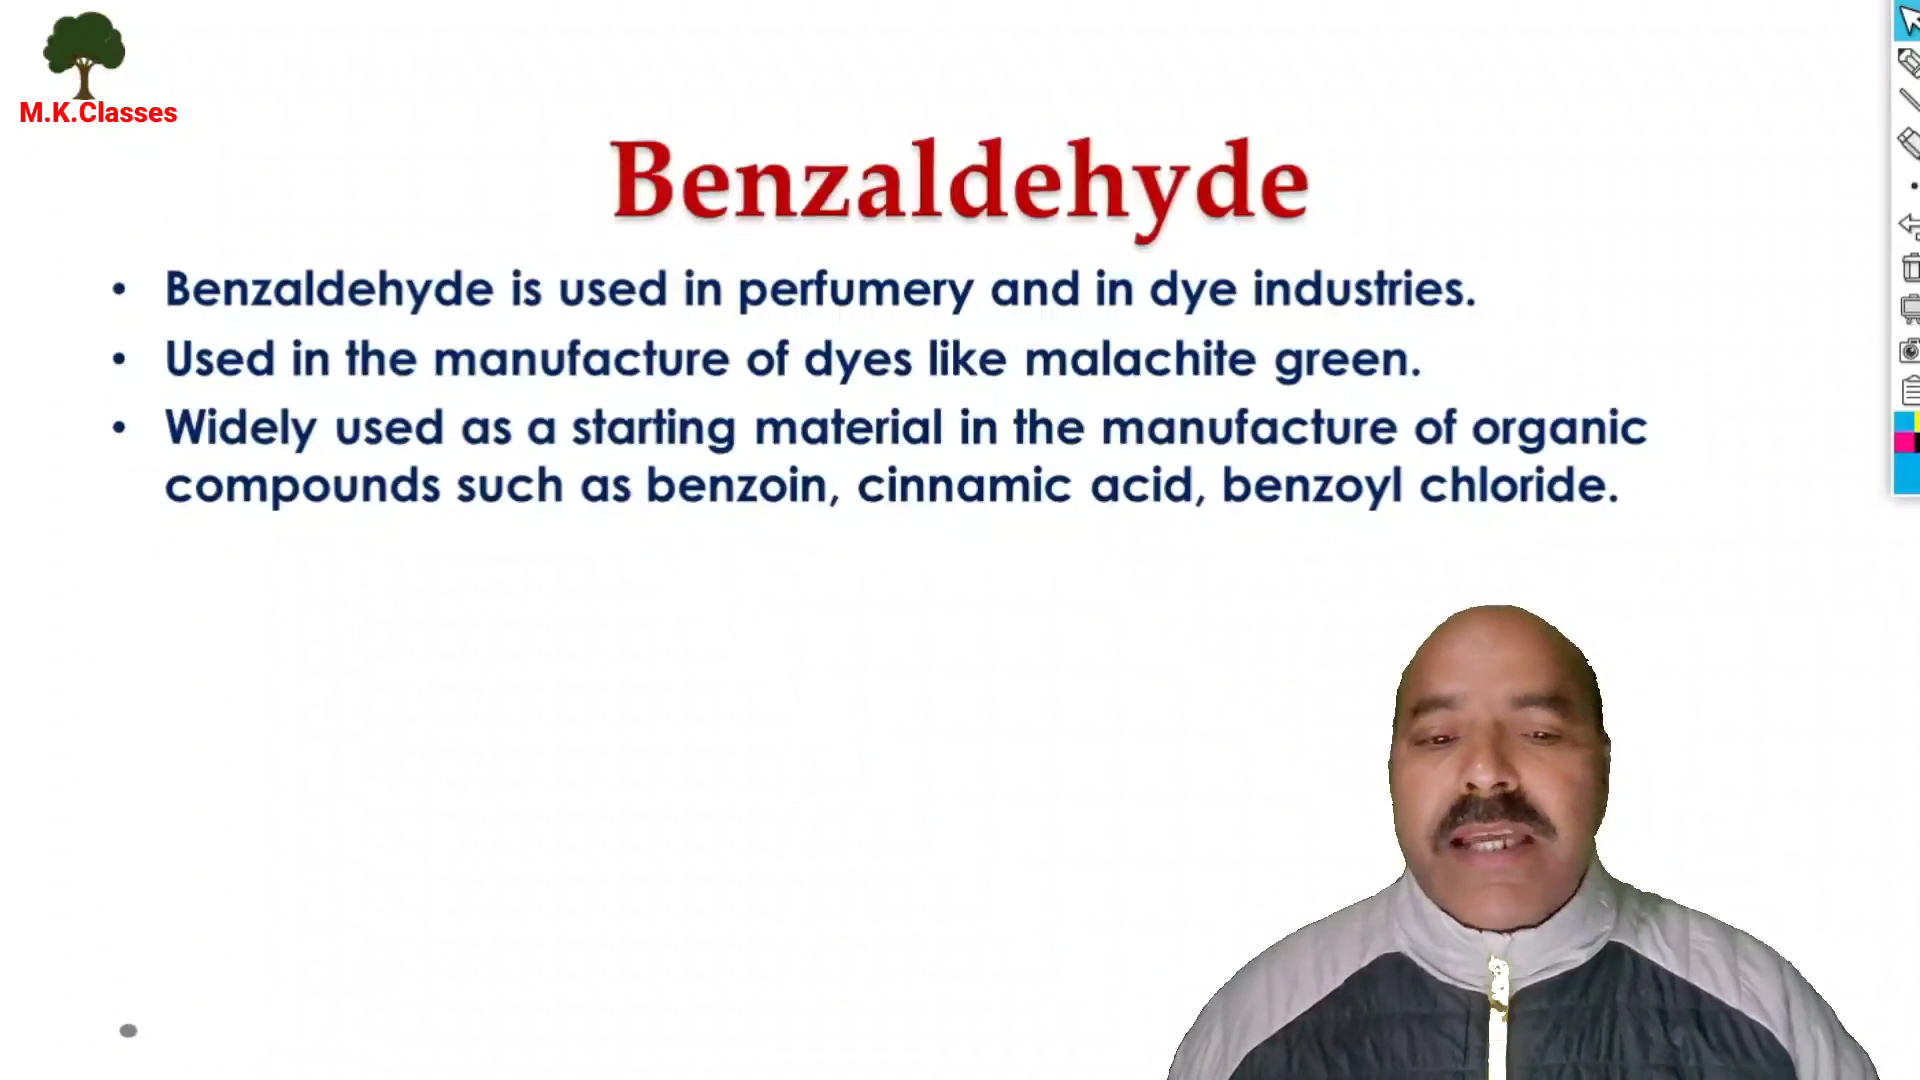 M.K.Classes
Benzaldehyde
• Benzaldehyde is used in perfumery and in dye industries.
• Used in the manufacture of dyes like malachite green.
• Widely used as a starting material in the manufacture of organic
compounds such as benzoin, cinnamic acid, benzoyl chloride.